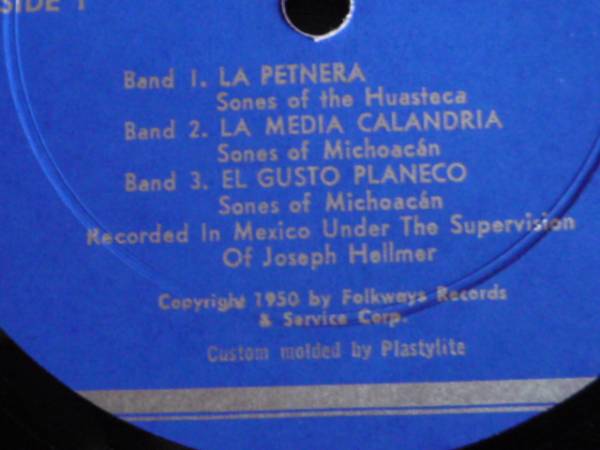 SIDE 1
Band 1. LA PETNERA
Sones of the Huasteca
Band 2. LA MEDIA CALANDRIA
Sones of Michoacán
Band 3. EL GUSTO PLANECO
Sones of Michoacán
Recorded In Mexico Under The Supervision
Of Joseph Hellmer
Copyright 1950 by Folkways Records
& Service Corp.
Custom molded by Plastylite